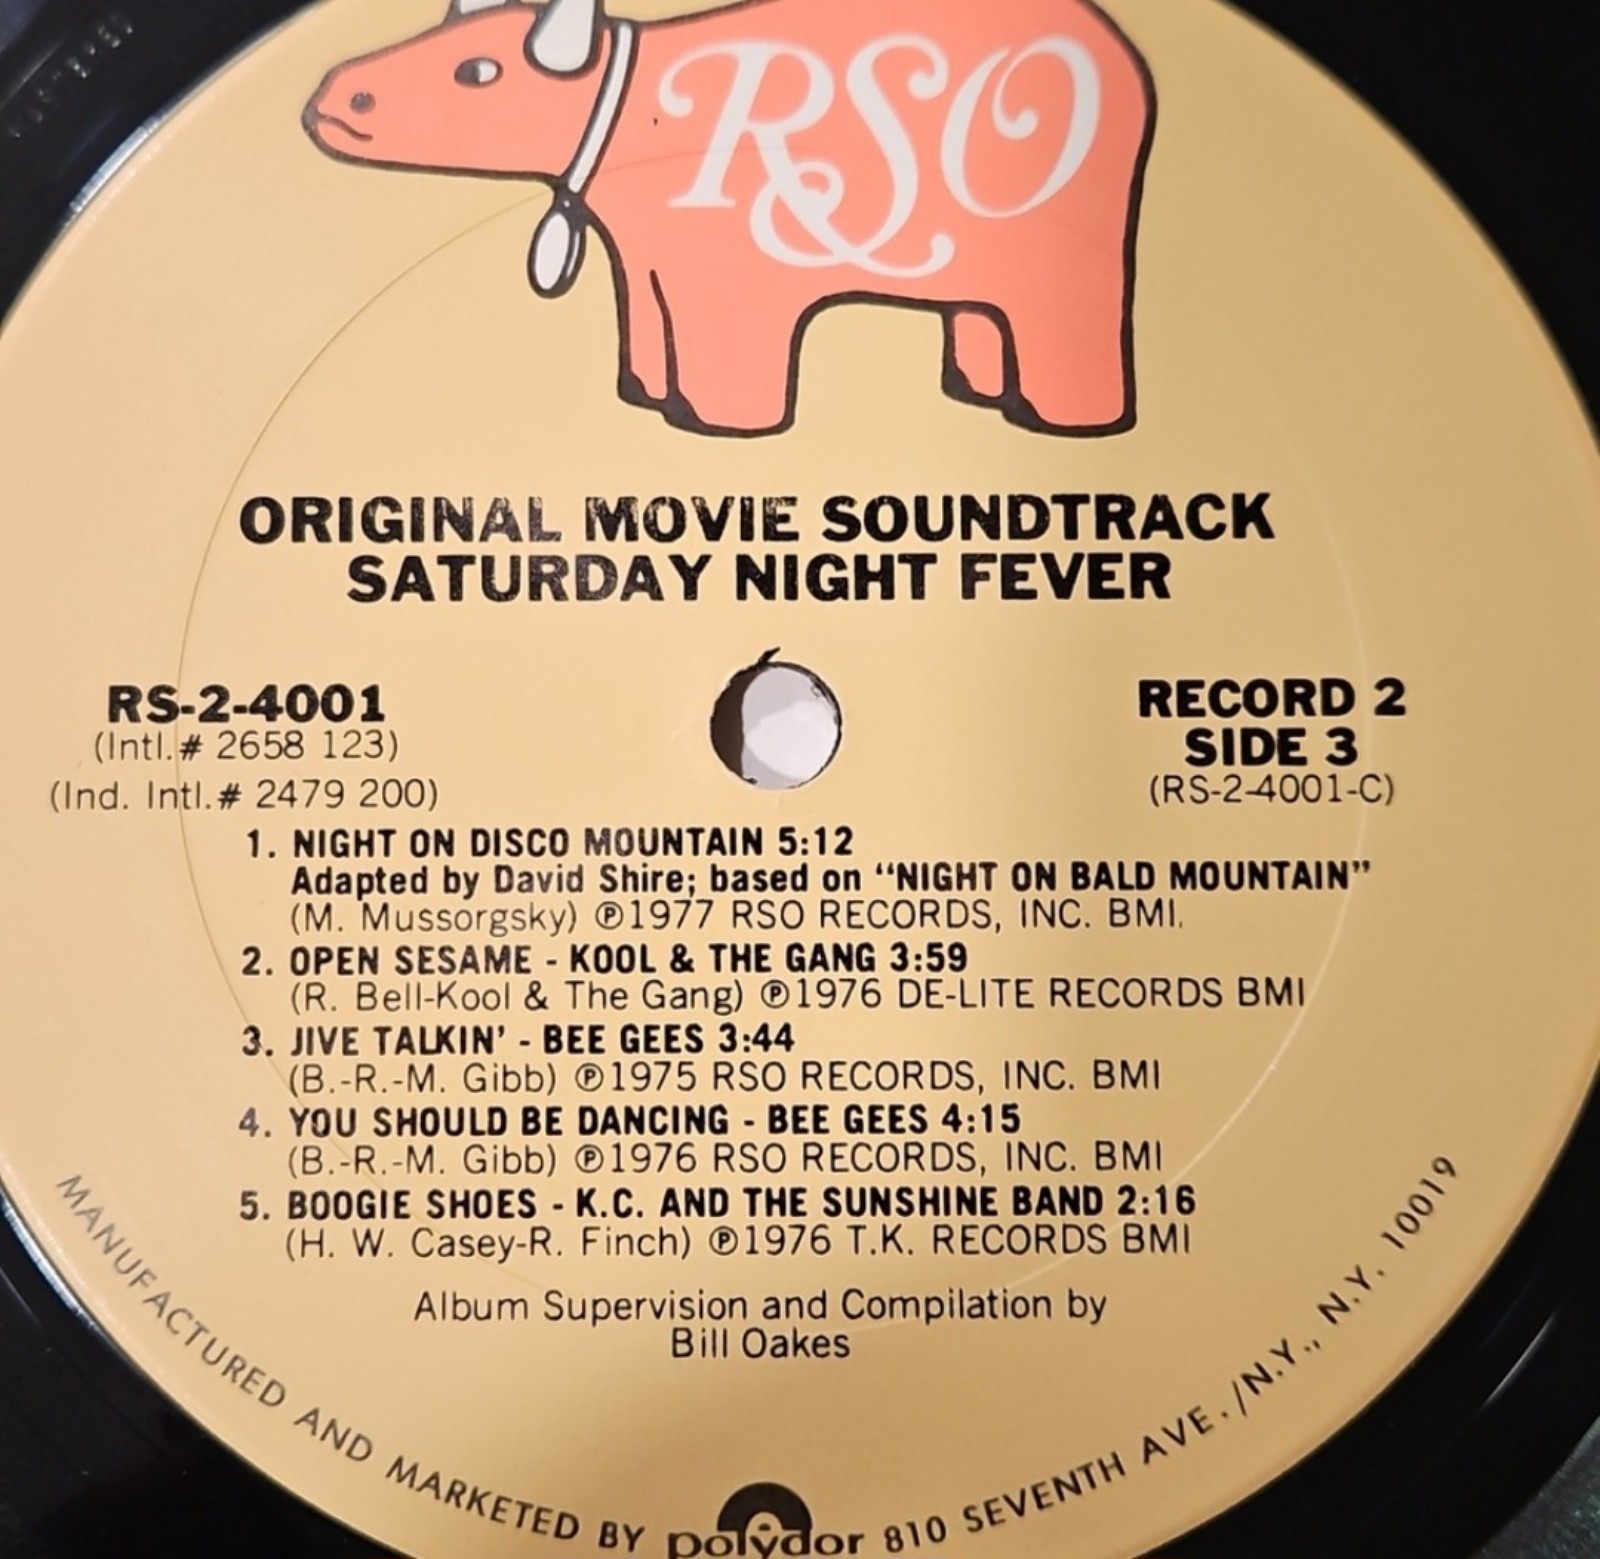 RSO
ORIGINAL MOVIE SOUNDTRACK
SATURDAY NIGHT FEVER
RS-2-4001
(Intl.# 2658 123)
(Ind. Intl.# 2479 200)
RECORD 2
SIDE 3
(RS-2-4001-C)
1. NIGHT ON DISCO MOUNTAIN 5:12
Adapted by David Shire; based on “NIGHT ON BALD MOUNTAIN”
(M. Mussorgsky) ℗1977 RSO RECORDS, INC. BMI.
2. OPEN SESAME - KOOL & THE GANG 3:59
(R. Bell-Kool & The Gang) ℗1976 DE-LITE RECORDS BMI
3. JIVE TALKIN’ - BEE GEES 3:44
(B.-R.-M. Gibb) ℗1975 RSO RECORDS, INC. BMI
4. YOU SHOULD BE DANCING - BEE GEES 4:15
(B.-R.-M. Gibb) ℗1976 RSO RECORDS, INC. BMI
5. BOOGIE SHOES - K.C. AND THE SUNSHINE BAND 2:16
(H. W. Casey-R. Finch) ℗1976 T.K. RECORDS BMI
Album Supervision and Compilation by
Bill Oakes
MANUFACTURED AND MARKETED BY polydor 810 SEVENTH AVE./N.Y., N.Y. 10019